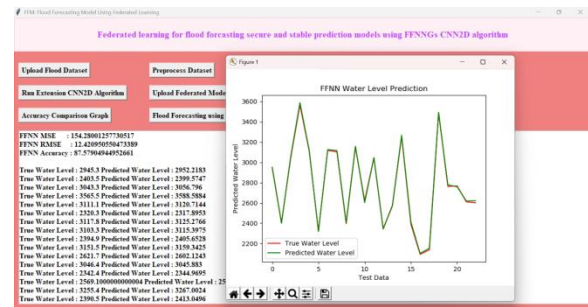 FFM: Flood Forecasting Model Using Federated Learning
Federated learning for flood forcasting secure and stable prediction models using FFNNGs CNN2D algorithm
Upload Flood Dataset
Preprocess Dataset
Run Extension CNN2D Algorithm
Upload Federated Mode
Accuracy Comparison Graph
Flood Forecasting using
FFNN MSE : 154.28001257730517
FFNN RMSE : 12.420950550473389
FFNN Accuracy : 87.57904944952661
True Water Level : 2945.3 Predicted Water Level : 2952.2183
True Water Level : 2403.5 Predicted Water Level : 2399.5747
True Water Level : 3043.3 Predicted Water Level : 3056.796
True Water Level : 3565.5 Predicted Water Level : 3588.5884
True Water Level : 3111.1 Predicted Water Level : 3120.7144
True Water Level : 2320.3 Predicted Water Level : 2317.8953
True Water Level : 3117.8 Predicted Water Level : 3125.2766
True Water Level : 3103.3 Predicted Water Level : 3115.3975
True Water Level : 2394.9 Predicted Water Level : 2405.6528
True Water Level : 3151.5 Predicted Water Level : 3159.3425
True Water Level : 2621.7 Predicted Water Level : 2602.1243
True Water Level : 3046.4 Predicted Water Level : 3045.883
True Water Level : 2342.4 Predicted Water Level : 2344.9695
True Water Level : 2569.1000000000004 Predicted Water Level : 25
True Water Level : 3255.4 Predicted Water Level : 3267.0024
True Water Level : 2390.5 Predicted Water Level : 2413.0496
Figure 1
FFNN Water Level Prediction
Predicted Water Level
3600
3400
3200
3000
2800
2600
2400
2200
True Water Level
Predicted Water Level
0 5 10 15 20
Test Data